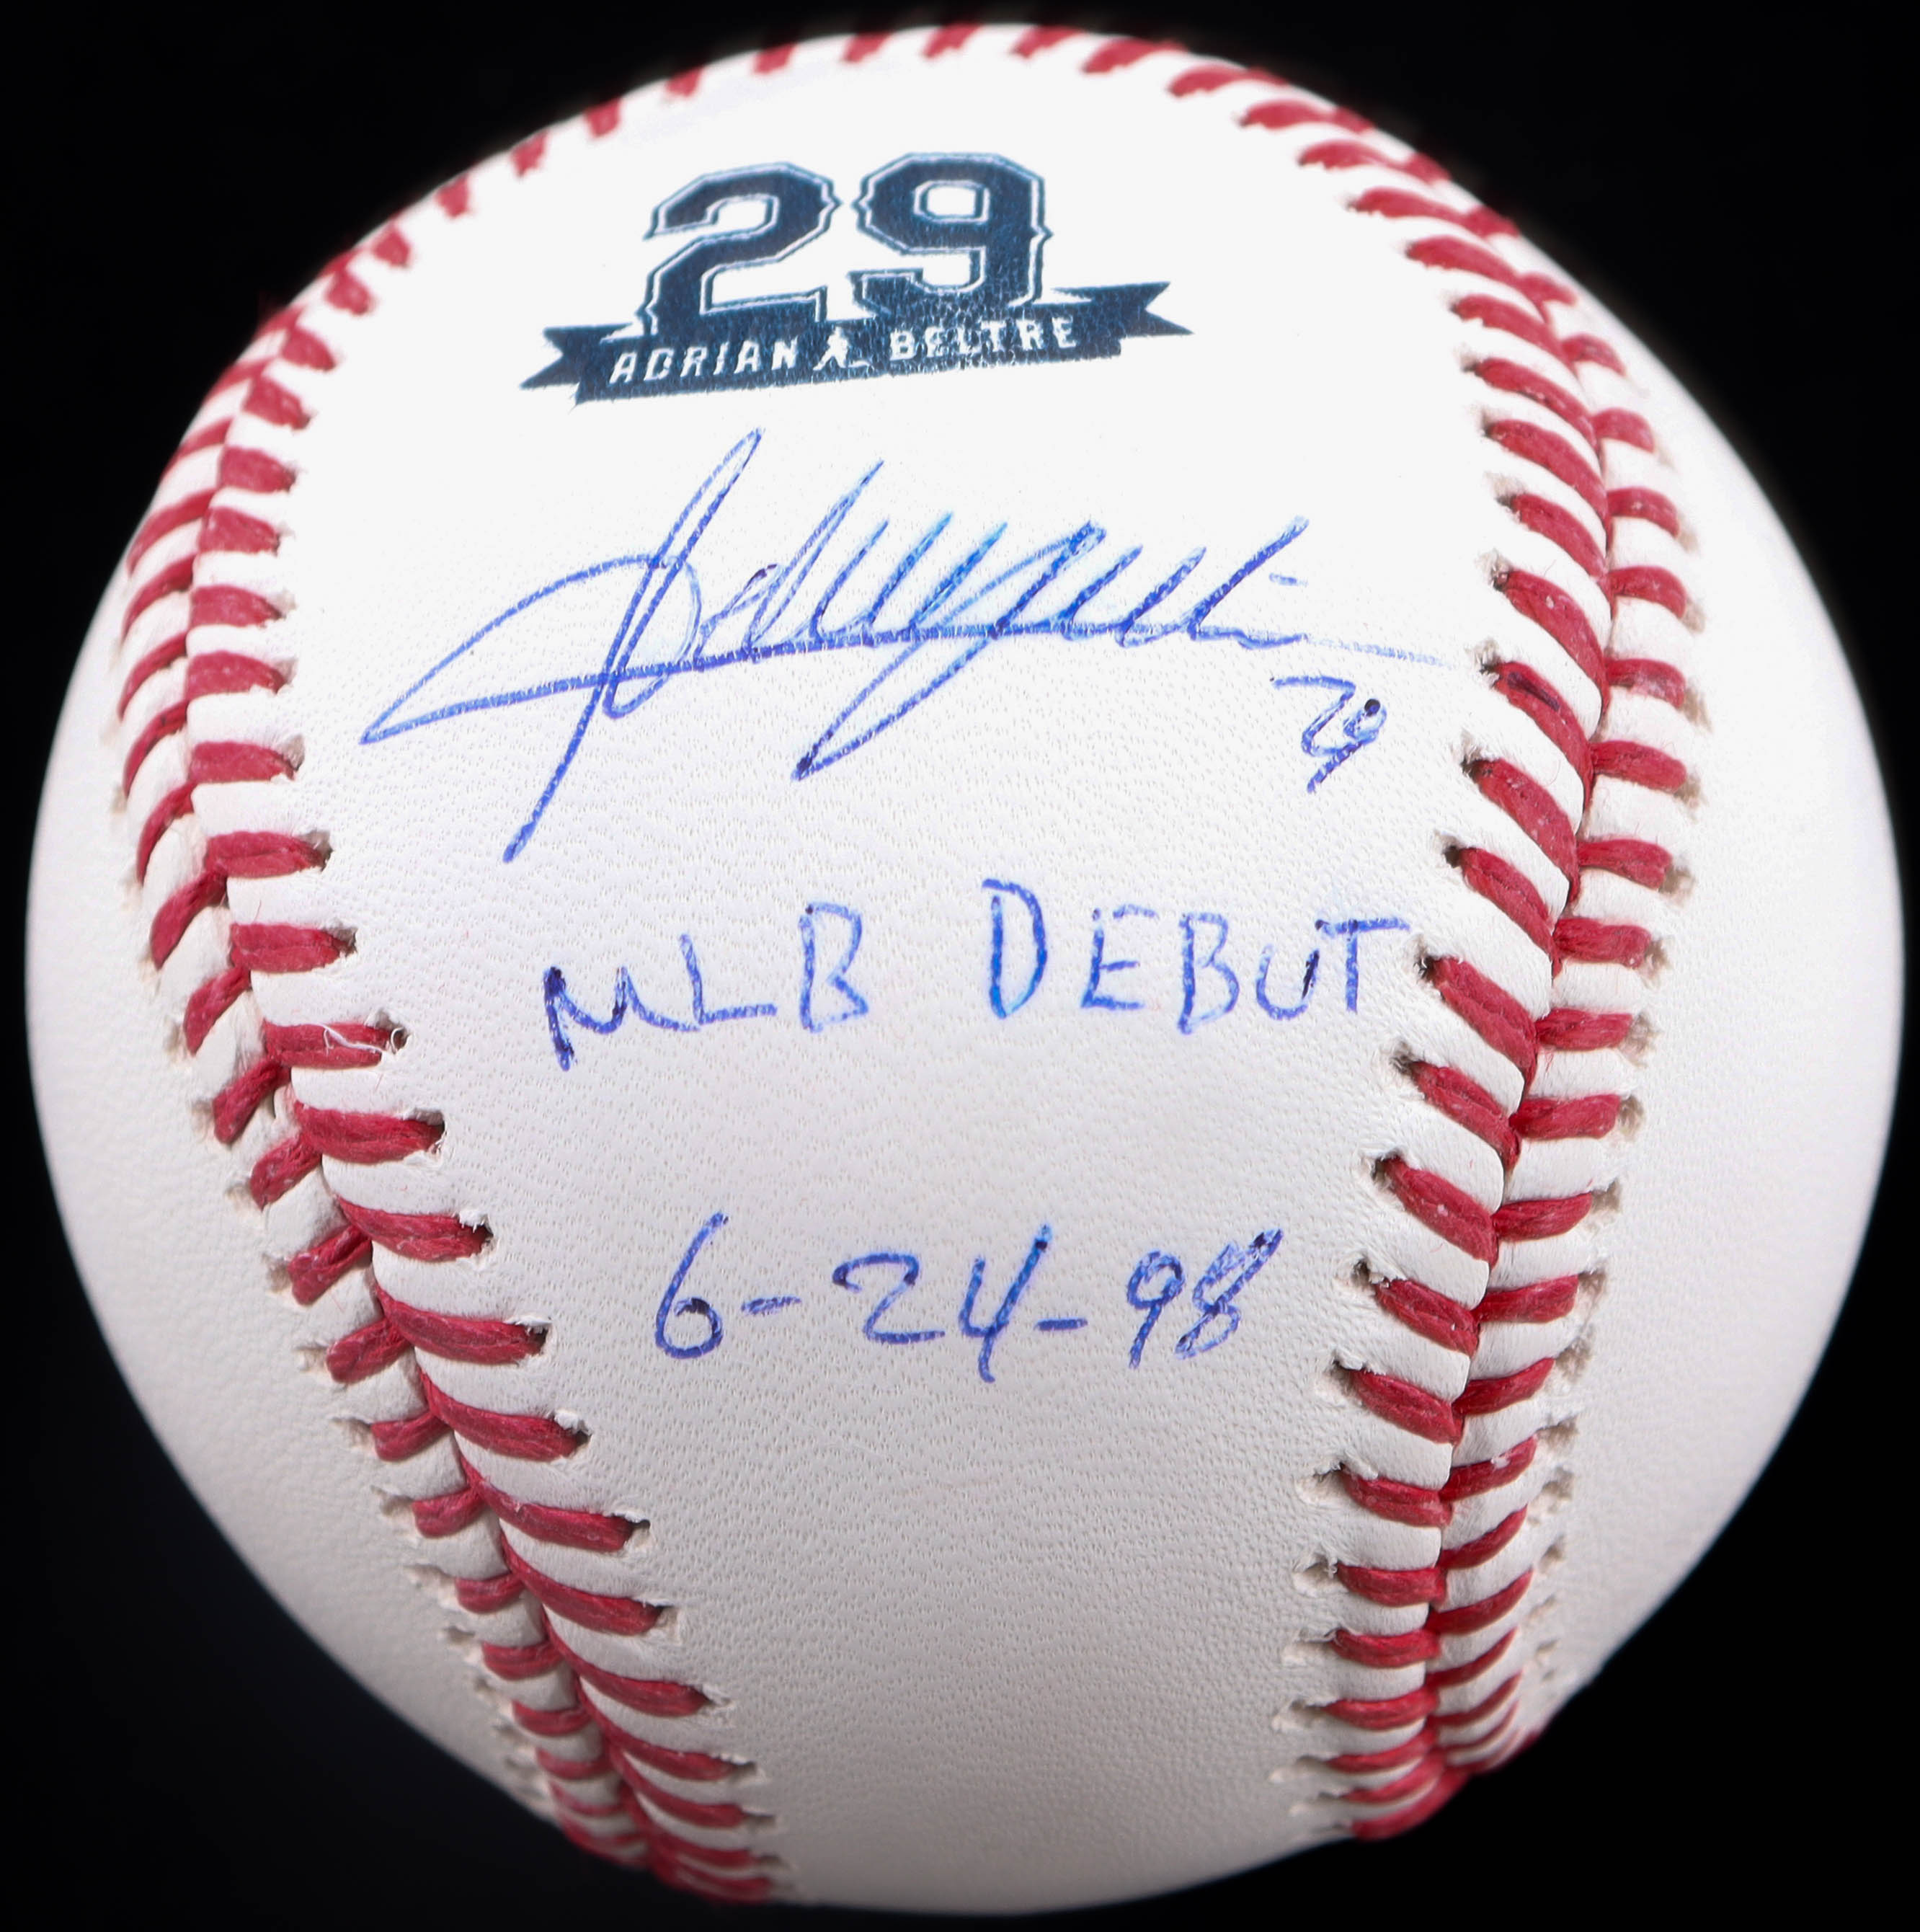 29
ADRIAN BELTRE
29
MLB DEBUT
6-24-98